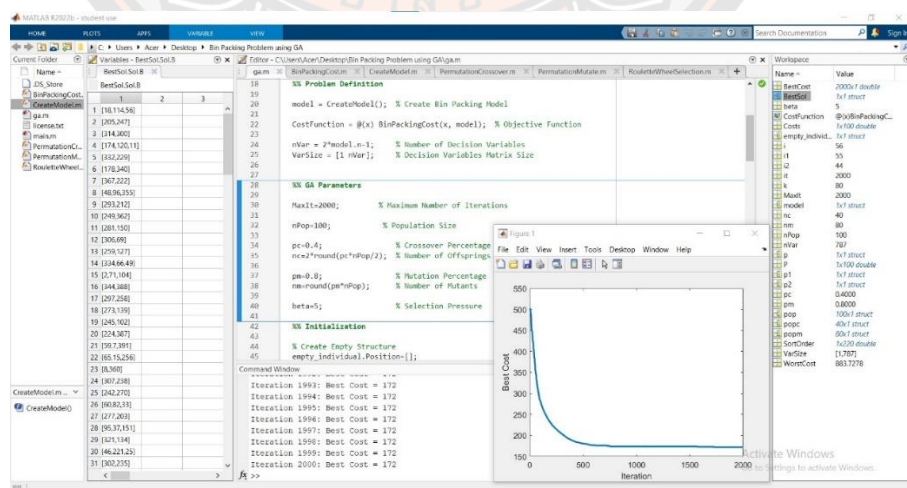 MATLAB R2022b - student use
HOME PLOTS APPS VARIABLE VIEW
Search Documentation
Sign In
C: Users Acer Desktop Bin Packing Problem using GA
Current Folder
Name
.DS_Store
BinPackingCost.
CreateModel.m
ga.m
license.txt
main.m
PermutationCr...
PermutationM...
RouletteWheel...
CreateModel.m ...
CreateModel()
Variables - BestSol.Sol.B
BestSol.Sol.B
BestSol.Sol.B
1 2 3
1 [18,114,56]
2 [205,247]
3 [314,300]
4 [174,120,11]
5 [332,229]
6 [178,340]
7 [367,222]
8 [48,96,355]
9 [293,212]
10 [249,362]
11 [281,150]
12 [306,69]
13 [259,127]
14 [334,66,49]
15 [2,71,104]
16 [344,388]
17 [297,258]
18 [273,139]
19 [245,102]
20 [224,387]
21 [59,7,391]
22 [65,15,256]
23 [8,360]
24 [307,238]
25 [242,270]
26 [60,82,33]
27 [277,203]
28 [95,37,151]
29 [321,134]
30 [46,221,25]
31 [302,235]
Editor - C:\Users\Acer\Desktop\Bin Packing Problem using GA\ga.m
ga.m BinPackingCost.m CreateModel.m PermutationCrossover.m PermutationMutate.m RouletteWheelSelection.m
18 %% Problem Definition
19
20 model = CreateModel(); % Create Bin Packing Model
21
22 CostFunction = @(x) BinPackingCost(x, model); % Objective Function
23
24 nVar = 2*model.n-1; % Number of Decision Variables
25 VarSize = [1 nVar]; % Decision Variables Matrix Size
26
27
28 %% GA Parameters
29
30 MaxIt=2000; % Maximum Number of Iterations
31
32 nPop=100; % Population Size
33
34 pc=0.4; % Crossover Percentage
35 nc=2*round(pc*nPop/2); % Number of Offsprings
36
37 pm=0.8; % Mutation Percentage
38 nm=round(pm*nPop); % Number of Mutants
39
40 beta=5; % Selection Pressure
41
42 %% Initialization
43
44 % Create Empty Structure
45 empty_individual.Position=[];
Command Window
Iteration 1993: Best Cost = 172
Iteration 1994: Best Cost = 172
Iteration 1995: Best Cost = 172
Iteration 1996: Best Cost = 172
Iteration 1997: Best Cost = 172
Iteration 1998: Best Cost = 172
Iteration 1999: Best Cost = 172
Iteration 2000: Best Cost = 172
fx >>
Figure 1
File Edit View Insert Tools Desktop Window Help
550
500
450
400
350
300
250
200
150
Best Cost
0 500 1000 1500 2000
Iteration
Workspace
Name Value
BestCost 2000x1 double
BestSol 1x1 struct
beta 5
CostFunction @(x)BinPackingC...
Costs 1x100 double
empty_individ... 1x1 struct
i 56
i1 55
i2 44
it 2000
k 80
MaxIt 2000
model 1x1 struct
nc 40
nm 80
nPop 100
nVar 787
p 1x1 struct
P 1x100 double
p1 1x1 struct
p2 1x1 struct
pc 0.4000
pm 0.8000
pop 100x1 struct
popc 40x1 struct
popm 80x1 struct
SortOrder 1x220 double
VarSize [1,787]
WorstCost 883.7278
Activate Windows
Go to Settings to activate Windows.